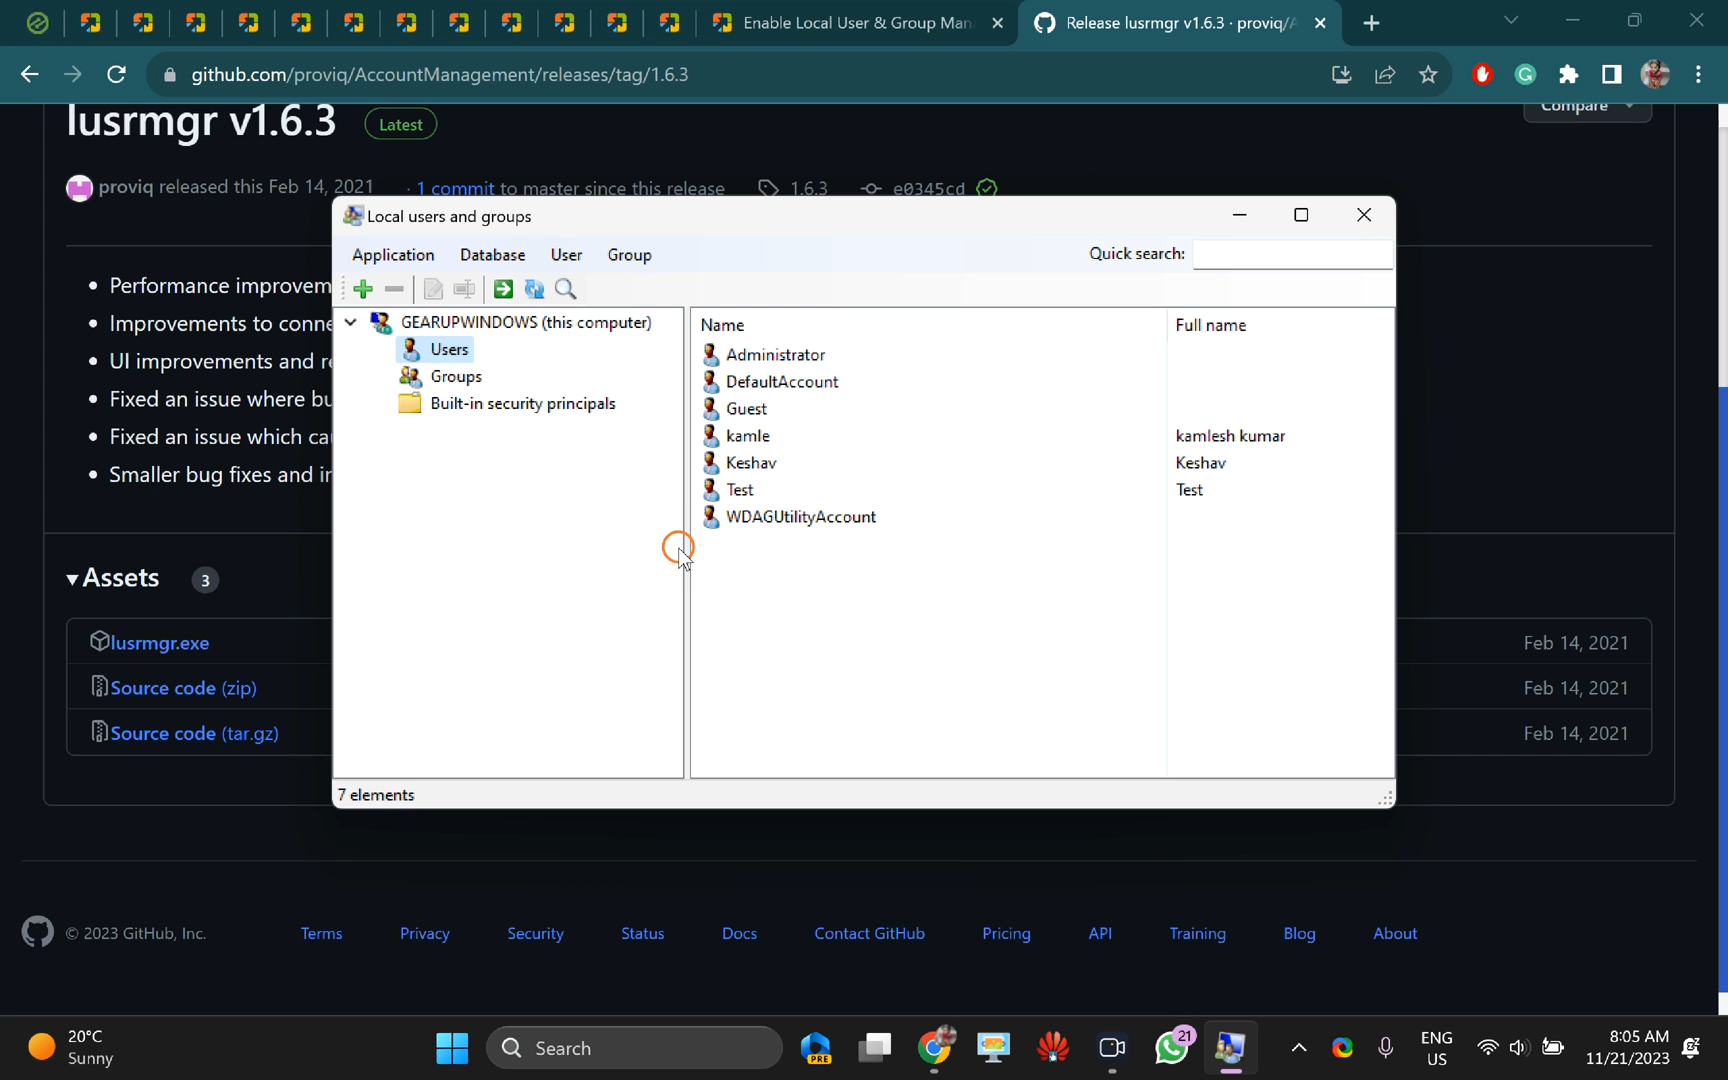 Enable Local User & Group Man
Release lusrmgr v1.6.3 · proviq/A
github.com/proviq/AccountManagement/releases/tag/1.6.3
lusrmgr v1.6.3
Latest
Compare
proviq released this Feb 14, 2021
· 1 commit to master since this release
1.6.3
e0345cd
Performance improvem
Improvements to conne
UI improvements and re
Fixed an issue where bu
Fixed an issue which cau
Smaller bug fixes and in
Local users and groups
Application
Database
User
Group
Quick search:
GEARUPWINDOWS (this computer)
Users
Groups
Built-in security principals
Name
Full name
Administrator
DefaultAccount
Guest
kamle
kamlesh kumar
Keshav
Keshav
Test
Test
WDAGUtilityAccount
7 elements
Assets
3
lusrmgr.exe
Feb 14, 2021
Source code (zip)
Feb 14, 2021
Source code (tar.gz)
Feb 14, 2021
© 2023 GitHub, Inc.
Terms
Privacy
Security
Status
Docs
Contact GitHub
Pricing
API
Training
Blog
About
20°C
Sunny
Search
PRE
21
ENG
US
8:05 AM
11/21/2023